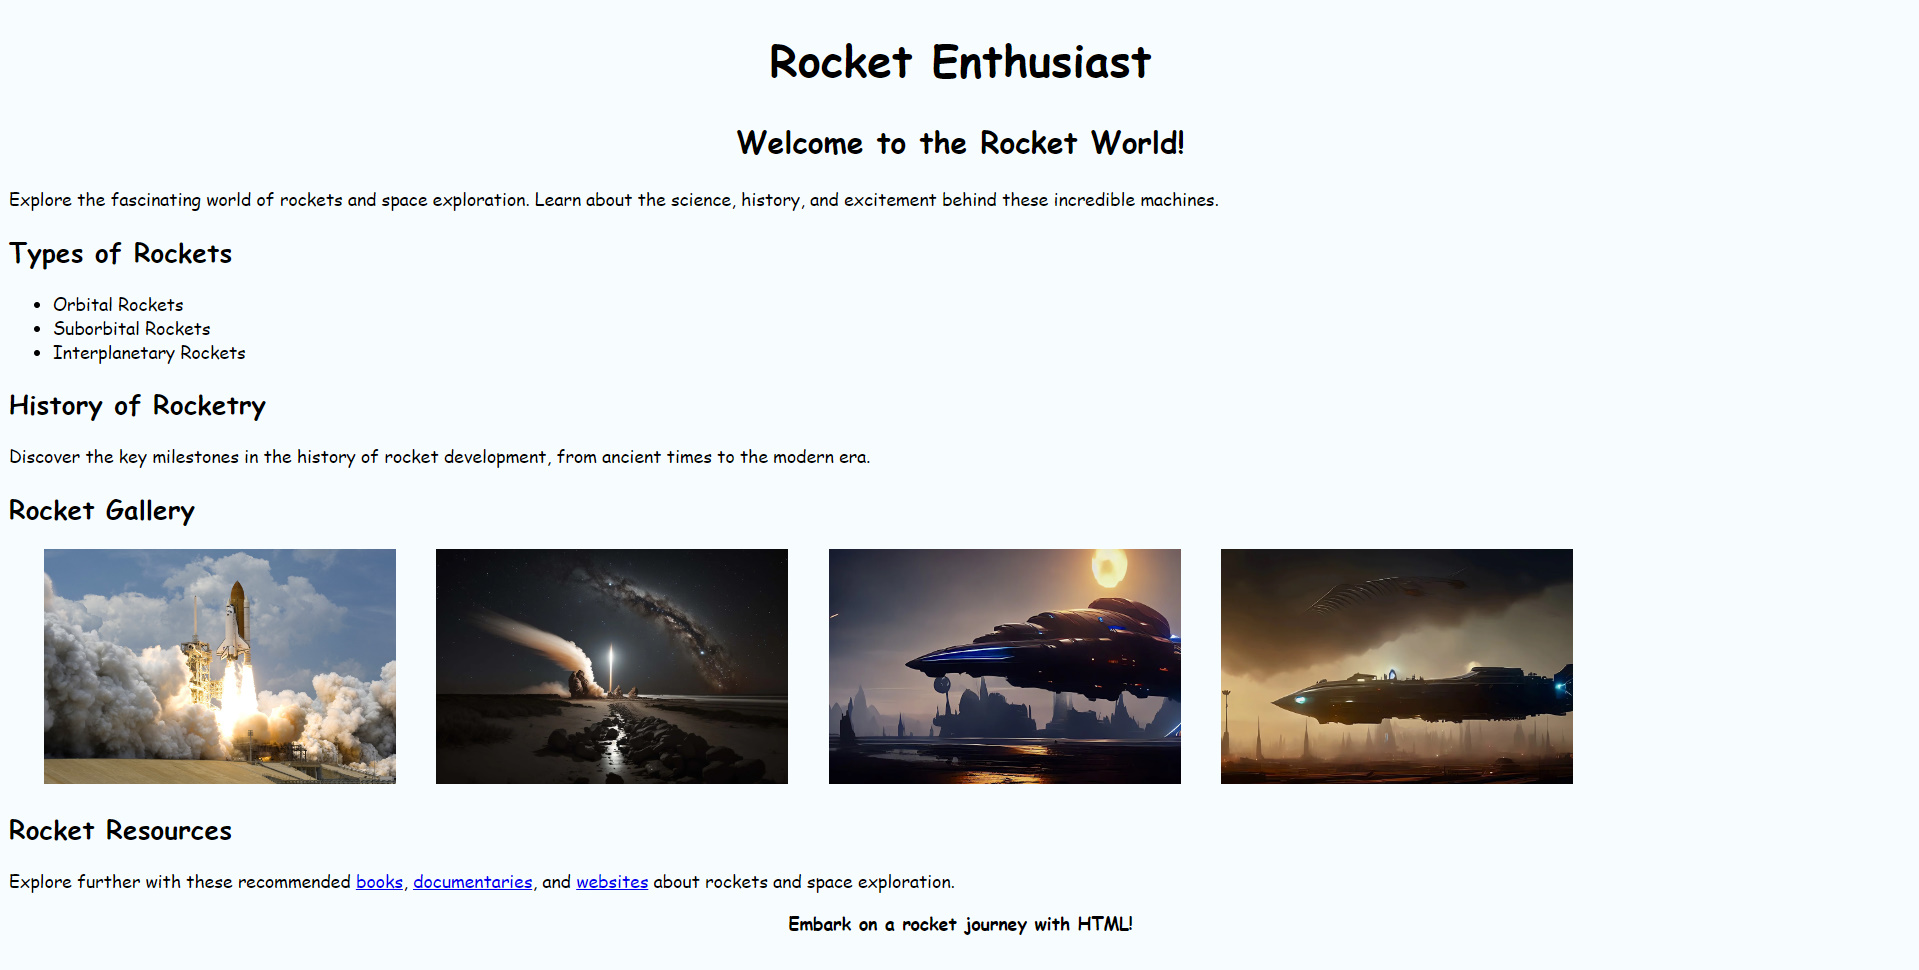 Rocket Enthusiast
Welcome to the Rocket World!
Explore the fascinating world of rockets and space exploration. Learn about the science, history, and excitement behind these incredible machines.
Types of Rockets
• Orbital Rockets
• Suborbital Rockets
• Interplanetary Rockets
History of Rocketry
Discover the key milestones in the history of rocket development, from ancient times to the modern era.
Rocket Gallery
Rocket Resources
Explore further with these recommended books, documentaries, and websites about rockets and space exploration.
Embark on a rocket journey with HTML!